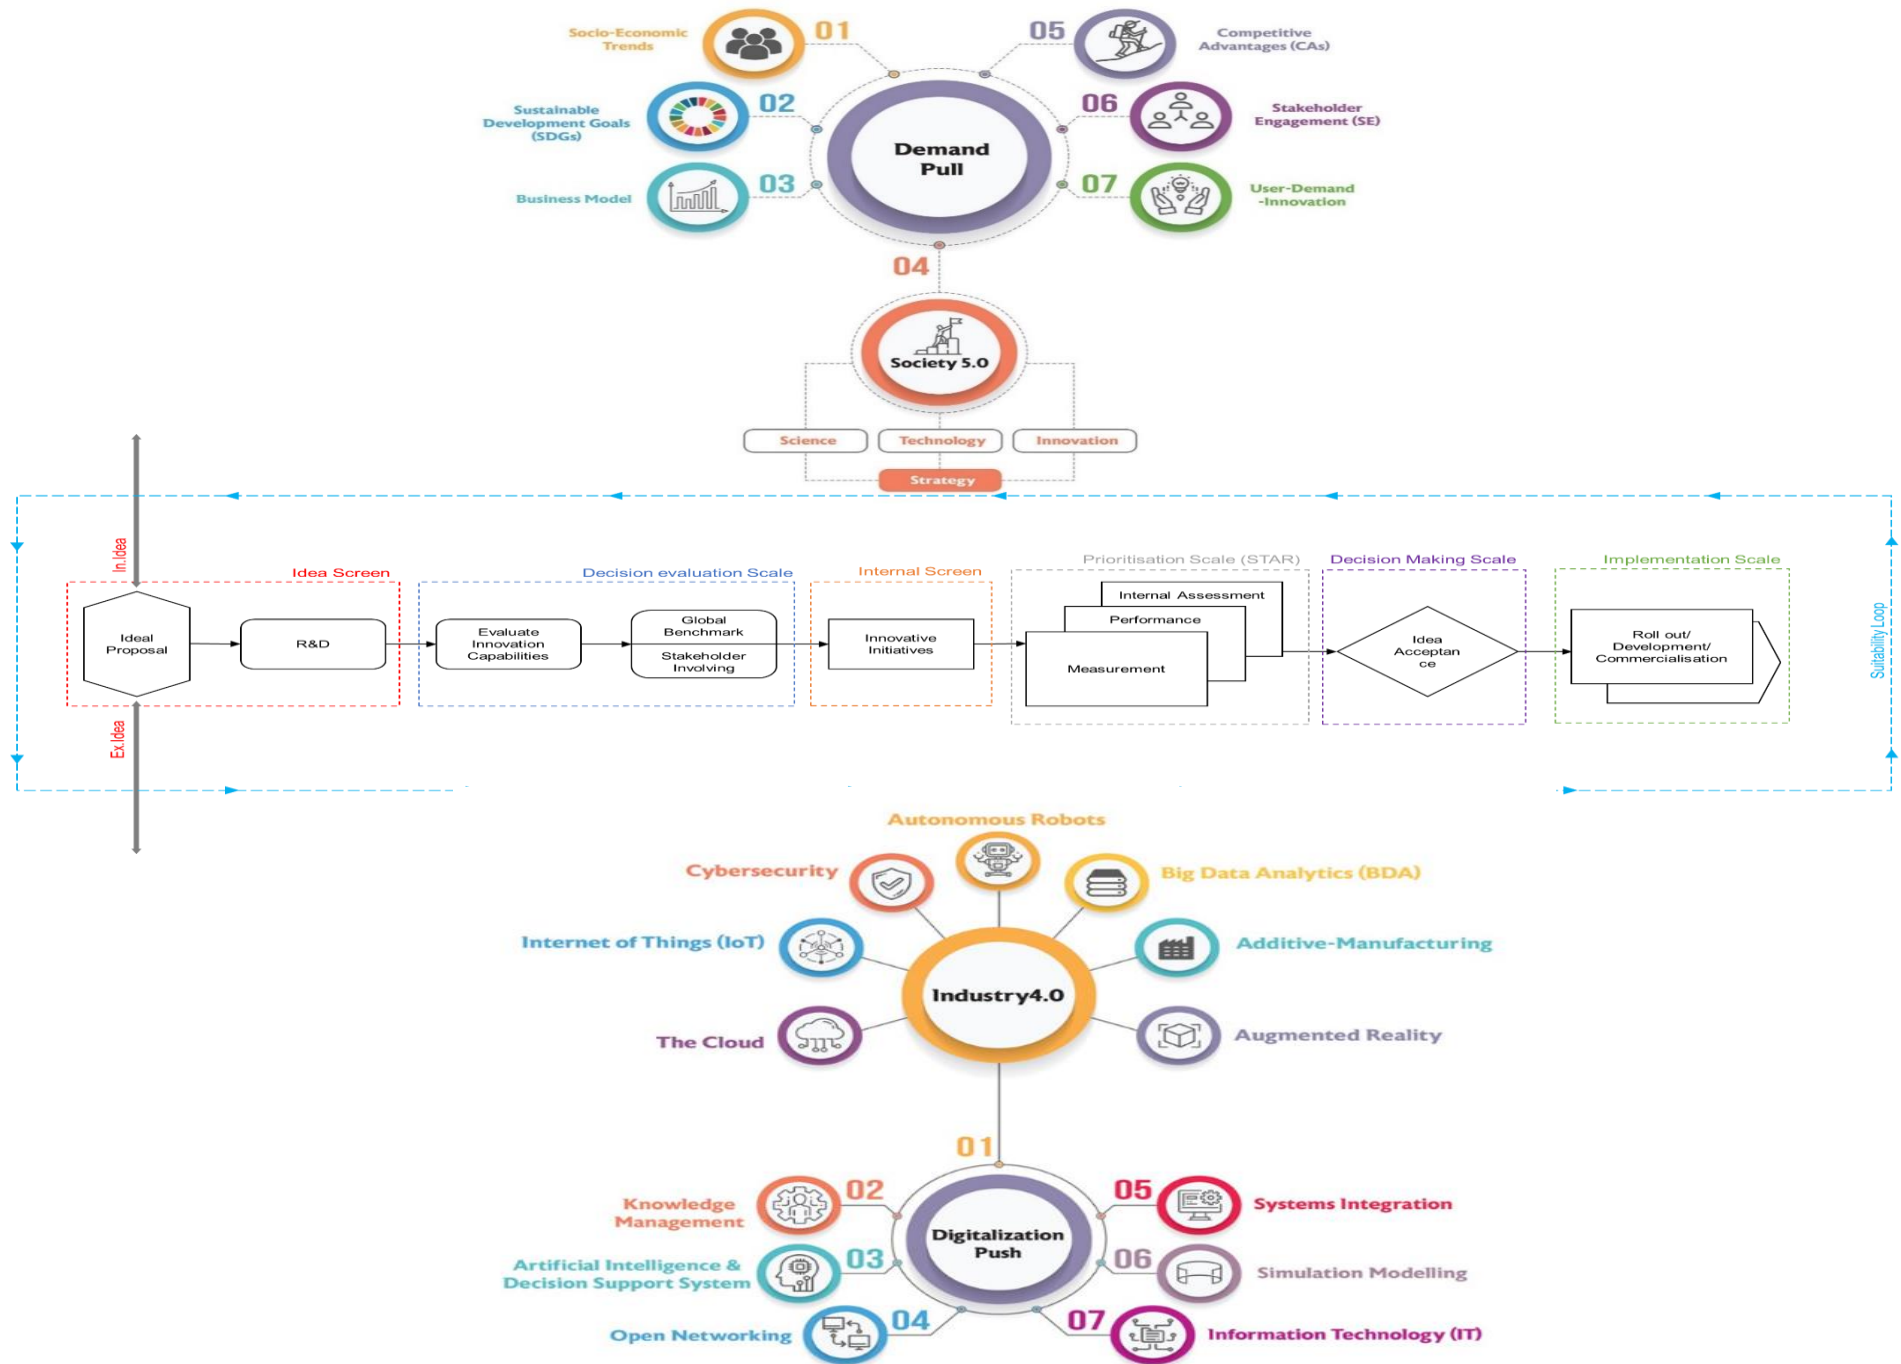 Socio-Economic
Trends
01
05
Competitive
Advantages (CAs)
Sustainable
Development Goals
(SDGs)
02
06
Stakeholder
Engagement (SE)
Demand
Pull
Business Model
03
07
User-Demand
-Innovation
04
Society 5.0
Science
Technology
Innovation
Strategy
In.Idea
Idea Screen
Decision evaluation Scale
Internal Screen
Prioritisation Scale (STAR)
Decision Making Scale
Implementation Scale
Ideal
Proposal
R&D
Evaluate
Innovation
Capabilities
Global
Benchmark
Stakeholder
Involving
Innovative
Initiatives
Internal Assessment
Performance
Measurement
Idea
Acceptan
ce
Roll out/
Development/
Commercialisation
Suitability Loop
Ex.Idea
Autonomous Robots
Cybersecurity
Big Data Analytics (BDA)
Internet of Things (IoT)
Additive-Manufacturing
Industry4.0
The Cloud
Augmented Reality
01
Knowledge
Management
02
05
Systems Integration
Digitalization
Push
Artificial Intelligence &
Decision Support System
03
06
Simulation Modelling
Open Networking
04
07
Information Technology (IT)